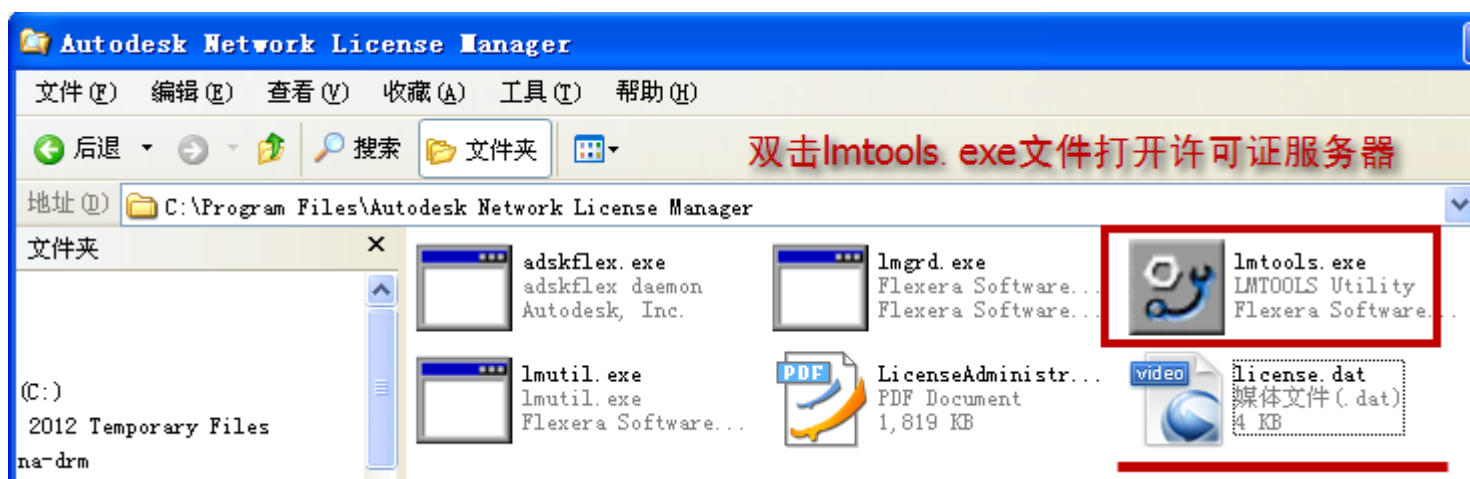 Autodesk Network License Manager
文件(F) 编辑(E) 查看(V) 收藏(A) 工具(T) 帮助(H)
后退 搜索 文件夹
双击lmtools. exe文件打开许可证服务器
地址(D) C:\Program Files\Autodesk Network License Manager
文件夹
adskflex.exe
adskflex daemon
Autodesk, Inc.
lmgrd.exe
Flexera Software...
Flexera Software...
lmtools.exe
LMTOOLS Utility
Flexera Software...
lmutil.exe
lmutil.exe
Flexera Software...
PDF
LicenseAdministr...
PDF Document
1,819 KB
video
license.dat
媒体文件(.dat)
4 KB
(C:)
2012 Temporary Files
na-drm